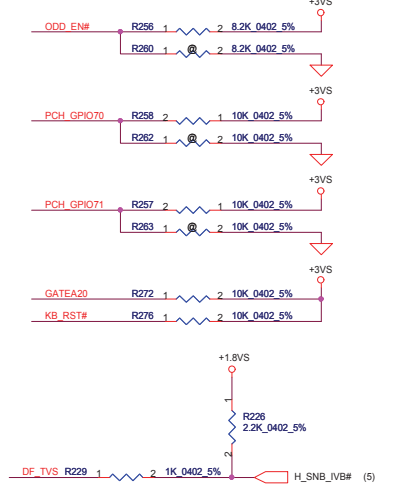 +3VS
ODD_EN# R256 1 2 8.2K_0402_5%
R260 1 @ 2 8.2K_0402_5%
+3VS
PCH_GPIO70 R258 2 1 10K_0402_5%
R262 1 @ 2 10K_0402_5%
+3VS
PCH_GPIO71 R257 2 1 10K_0402_5%
R263 1 @ 2 10K_0402_5%
+3VS
GATEA20 R272 1 2 10K_0402_5%
KB_RST# R276 1 2 10K_0402_5%
+1.8VS
1
R226
2.2K_0402_5%
2
DF_TVS R229 1 2 1K_0402_5% H_SNB_IVB# (5)